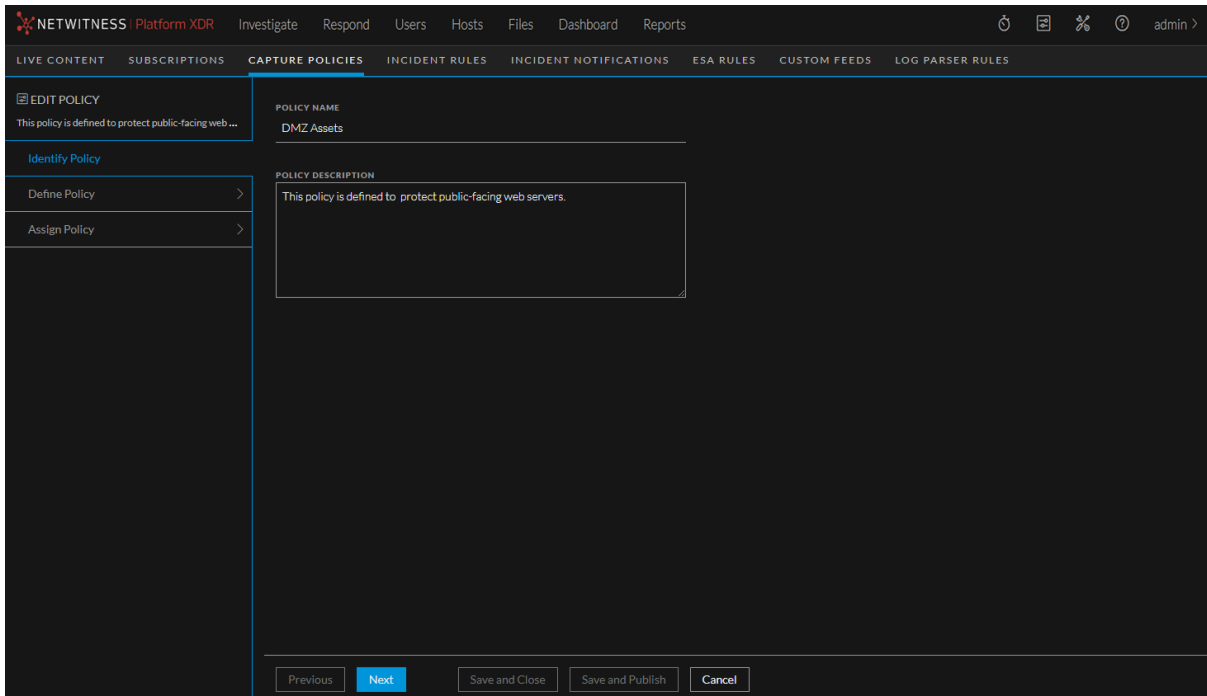 NETWITNESS | Platform XDR Investigate Respond Users Hosts Files Dashboard Reports admin >
LIVE CONTENT SUBSCRIPTIONS CAPTURE POLICIES INCIDENT RULES INCIDENT NOTIFICATIONS ESA RULES CUSTOM FEEDS LOG PARSER RULES
EDIT POLICY
This policy is defined to protect public-facing web ...
Identify Policy
Define Policy
Assign Policy
POLICY NAME
DMZ Assets
POLICY DESCRIPTION
This policy is defined to protect public-facing web servers.
Previous Next Save and Close Save and Publish Cancel